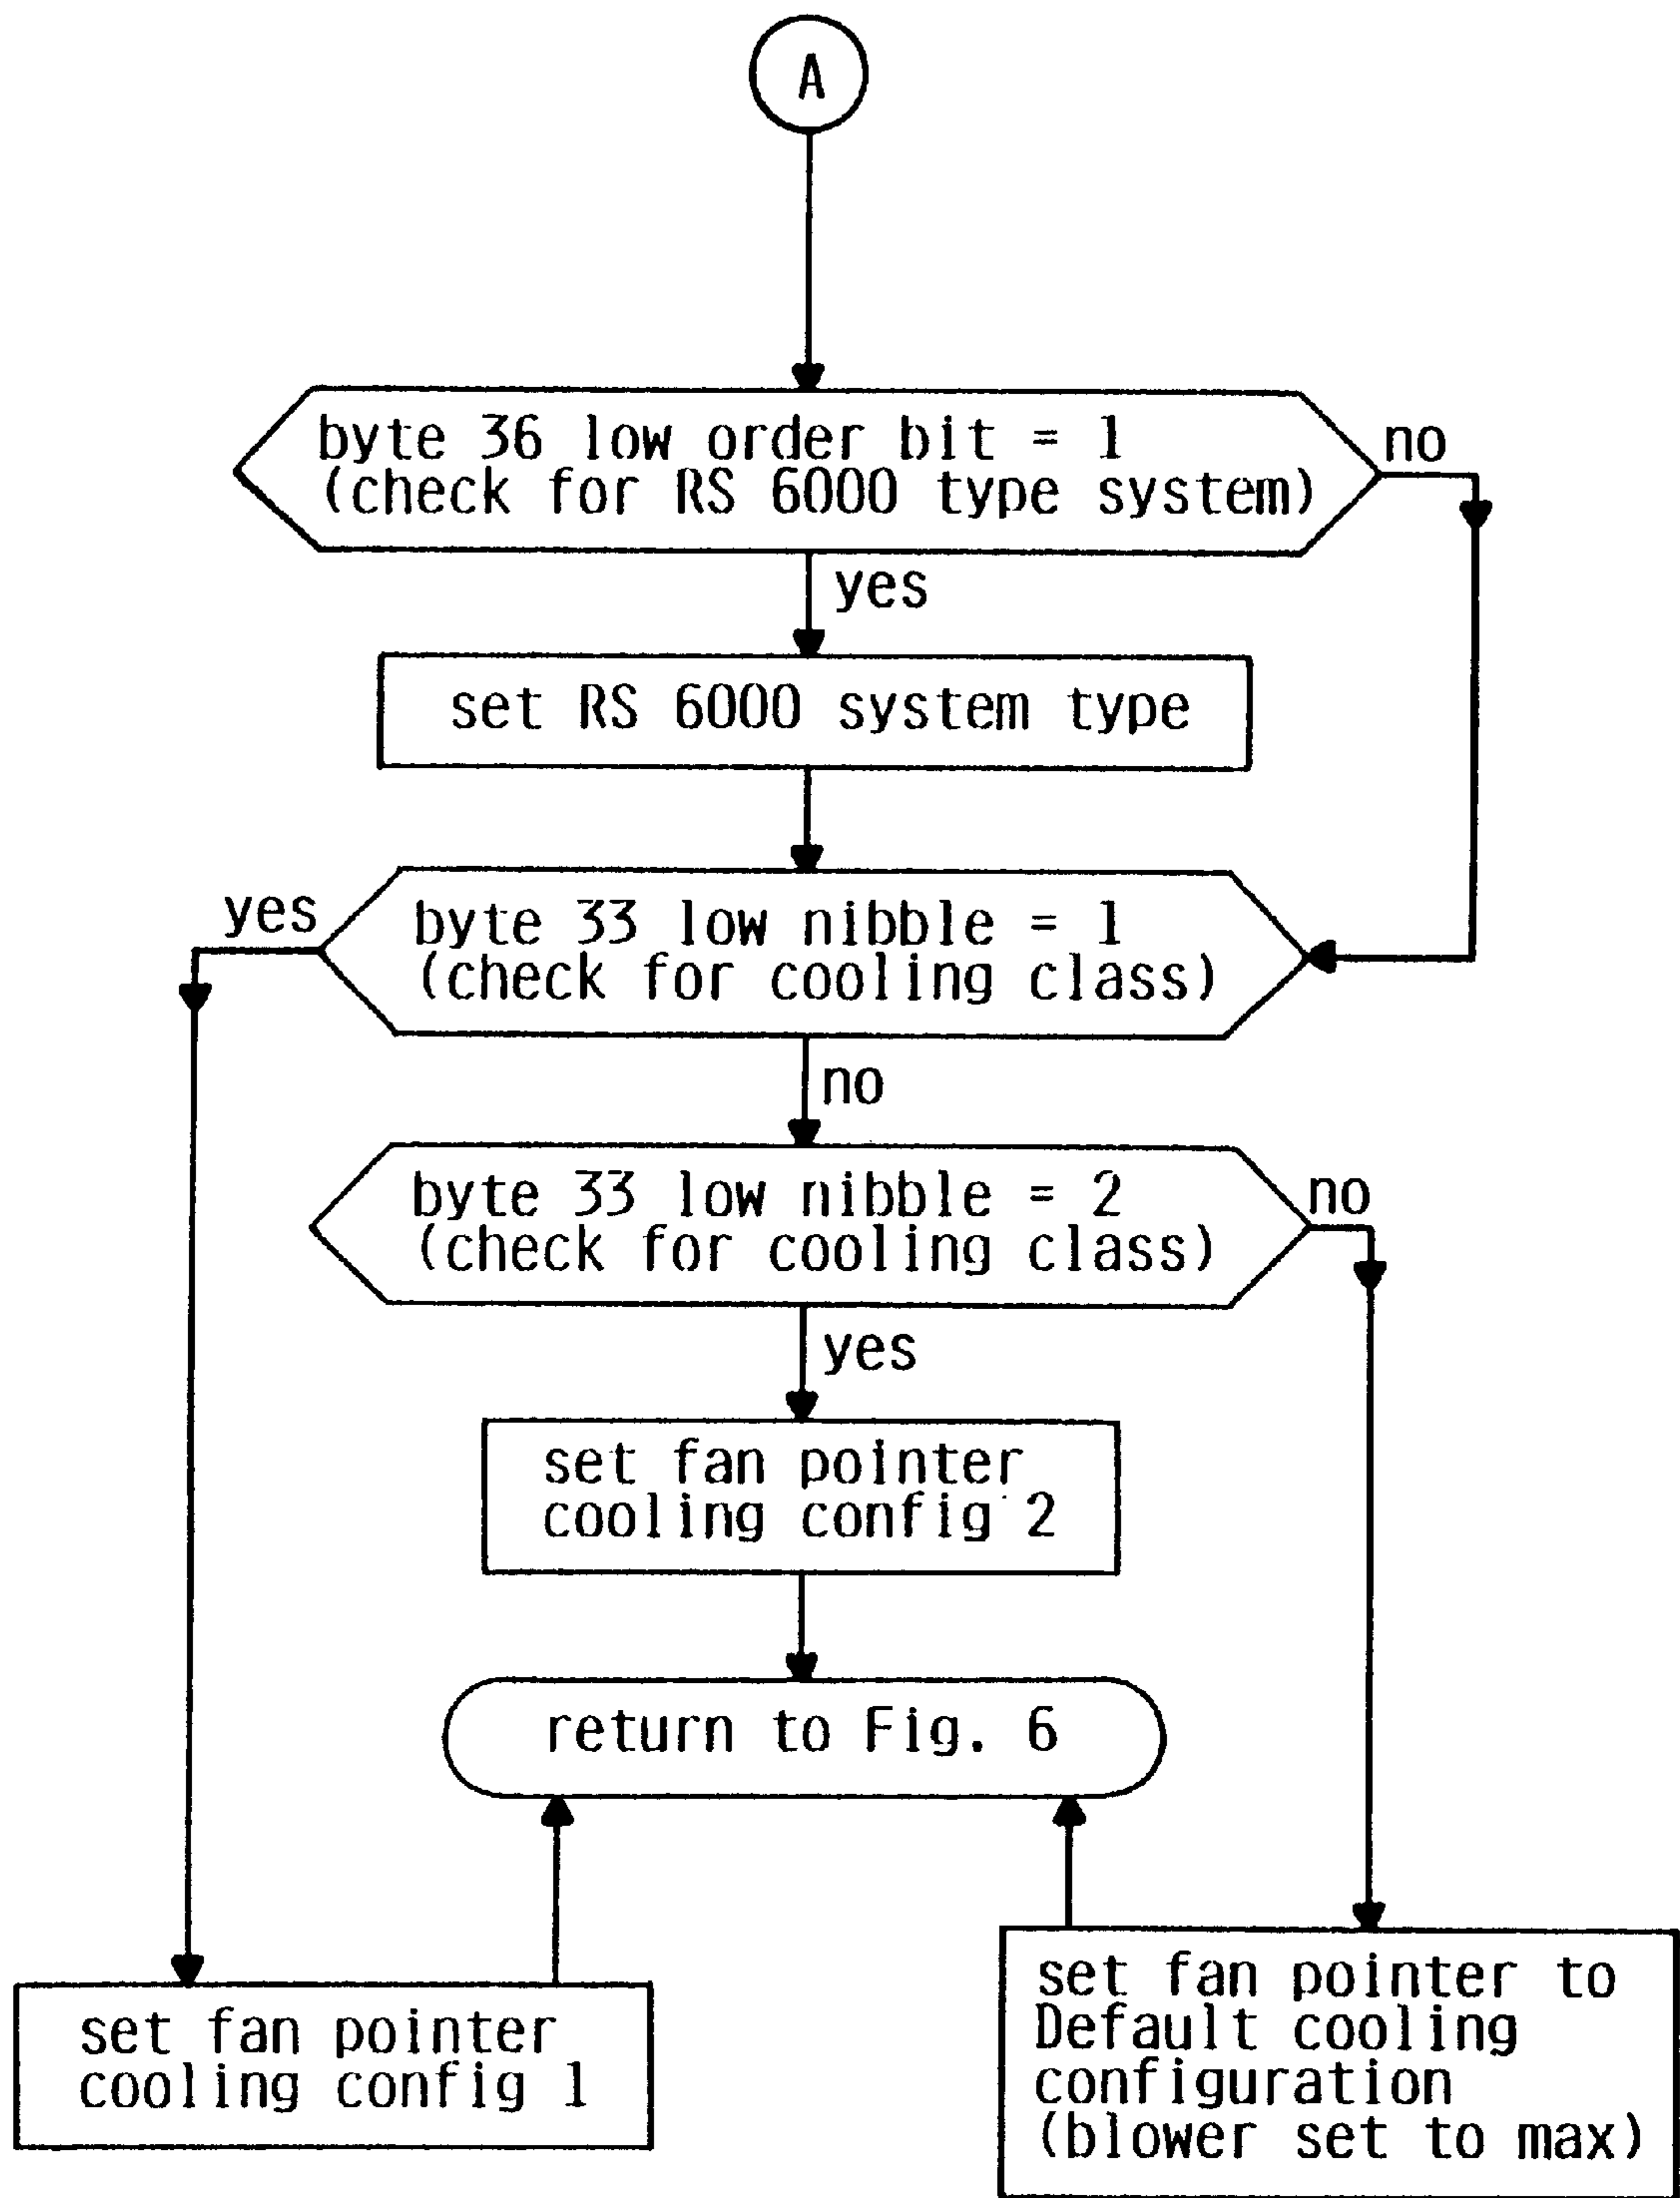 A
byte 36 low order bit = 1
(check for RS 6000 type system)
no
yes
set RS 6000 system type
yes
byte 33 low nibble = 1
(check for cooling class)
no
byte 33 low nibble = 2
(check for cooling class)
no
yes
set fan pointer
cooling config 2
return to Fig. 6
set fan pointer
cooling config 1
set fan pointer to
Default cooling
configuration
(blower set to max)